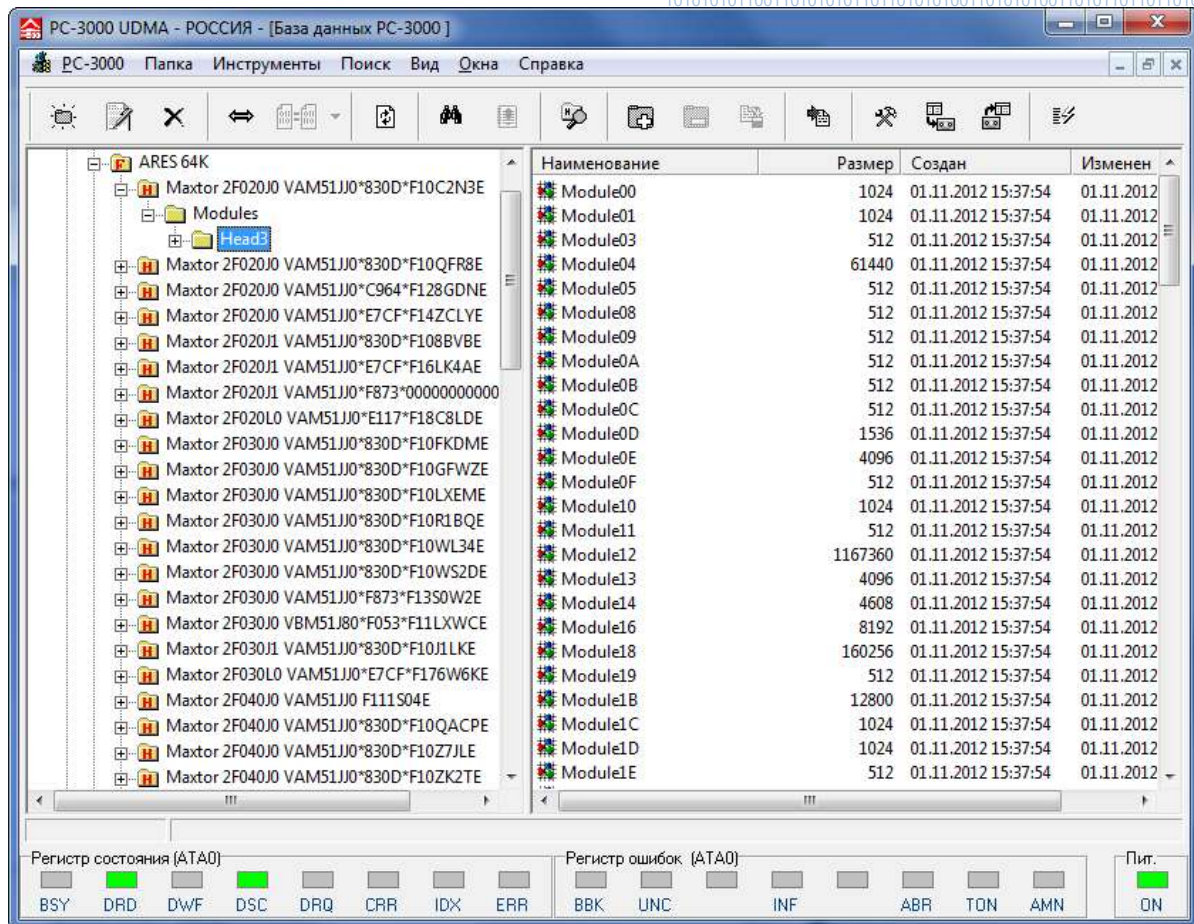 PC-3000 UDMA - РОССИЯ - [База данных PC-3000 ]
PC-3000 Папка Инструменты Поиск Вид Окна Справка
ARES 64K
Maxtor 2F020J0 VAM51JJ0*830D*F10C2N3E
Modules
Head3
Maxtor 2F020J0 VAM51JJ0*830D*F10QFR8E
Maxtor 2F020J0 VAM51JJ0*C964*F128GDNE
Maxtor 2F020J0 VAM51JJ0*E7CF*F14ZCLYE
Maxtor 2F020J1 VAM51JJ0*830D*F108BVBE
Maxtor 2F020J1 VAM51JJ0*E7CF*F16LK4AE
Maxtor 2F020J1 VAM51JJ0*F873*00000000000
Maxtor 2F020L0 VAM51JJ0*E117*F18C8LDE
Maxtor 2F030J0 VAM51JJ0*830D*F10FKDME
Maxtor 2F030J0 VAM51JJ0*830D*F10GFWZE
Maxtor 2F030J0 VAM51JJ0*830D*F10LXEME
Maxtor 2F030J0 VAM51JJ0*830D*F10R1BQE
Maxtor 2F030J0 VAM51JJ0*830D*F10WL34E
Maxtor 2F030J0 VAM51JJ0*830D*F10WS2DE
Maxtor 2F030J0 VAM51JJ0*F873*F13S0W2E
Maxtor 2F030J0 VBM51J80*F053*F11LXWCE
Maxtor 2F030J1 VAM51JJ0*830D*F10J1LKE
Maxtor 2F030L0 VAM51JJ0*E7CF*F176W6KE
Maxtor 2F040J0 VAM51JJ0 F111S04E
Maxtor 2F040J0 VAM51JJ0*830D*F10QACPE
Maxtor 2F040J0 VAM51JJ0*830D*F10Z7JLE
Maxtor 2F040J0 VAM51JJ0*830D*F10ZK2TE
Наименование Размер Создан Изменен
Module00 1024 01.11.2012 15:37:54 01.11.2012
Module01 1024 01.11.2012 15:37:54 01.11.2012
Module03 512 01.11.2012 15:37:54 01.11.2012
Module04 61440 01.11.2012 15:37:54 01.11.2012
Module05 512 01.11.2012 15:37:54 01.11.2012
Module08 512 01.11.2012 15:37:54 01.11.2012
Module09 512 01.11.2012 15:37:54 01.11.2012
Module0A 512 01.11.2012 15:37:54 01.11.2012
Module0B 512 01.11.2012 15:37:54 01.11.2012
Module0C 512 01.11.2012 15:37:54 01.11.2012
Module0D 1536 01.11.2012 15:37:54 01.11.2012
Module0E 4096 01.11.2012 15:37:54 01.11.2012
Module0F 512 01.11.2012 15:37:54 01.11.2012
Module10 1024 01.11.2012 15:37:54 01.11.2012
Module11 512 01.11.2012 15:37:54 01.11.2012
Module12 1167360 01.11.2012 15:37:54 01.11.2012
Module13 4096 01.11.2012 15:37:54 01.11.2012
Module14 4608 01.11.2012 15:37:54 01.11.2012
Module16 8192 01.11.2012 15:37:54 01.11.2012
Module18 160256 01.11.2012 15:37:54 01.11.2012
Module19 512 01.11.2012 15:37:54 01.11.2012
Module1B 12800 01.11.2012 15:37:54 01.11.2012
Module1C 1024 01.11.2012 15:37:54 01.11.2012
Module1D 1024 01.11.2012 15:37:54 01.11.2012
Module1E 512 01.11.2012 15:37:54 01.11.2012
Регистр состояния (ATA0) Регистр ошибок (ATA0) Пит.
BSY DRD DWF DSC DRQ CRR IDX ERR BBK UNC INF ABR TON AMN ON